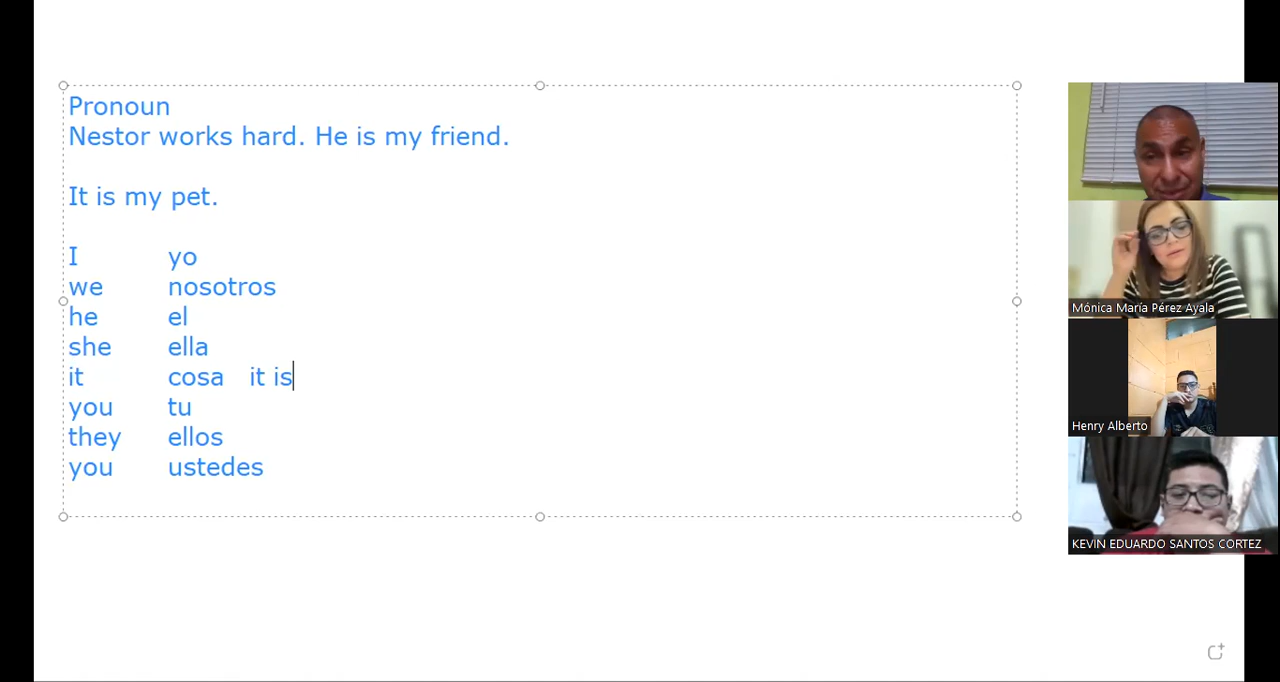 Pronoun
Nestor works hard. He is my friend.
It is my pet.
I yo
we nosotros
he el
she ella
it cosa it is
you tu
they ellos
you ustedes
Mónica María Pérez Ayala
Henry Alberto
KEVIN EDUARDO SANTOS CORTEZ